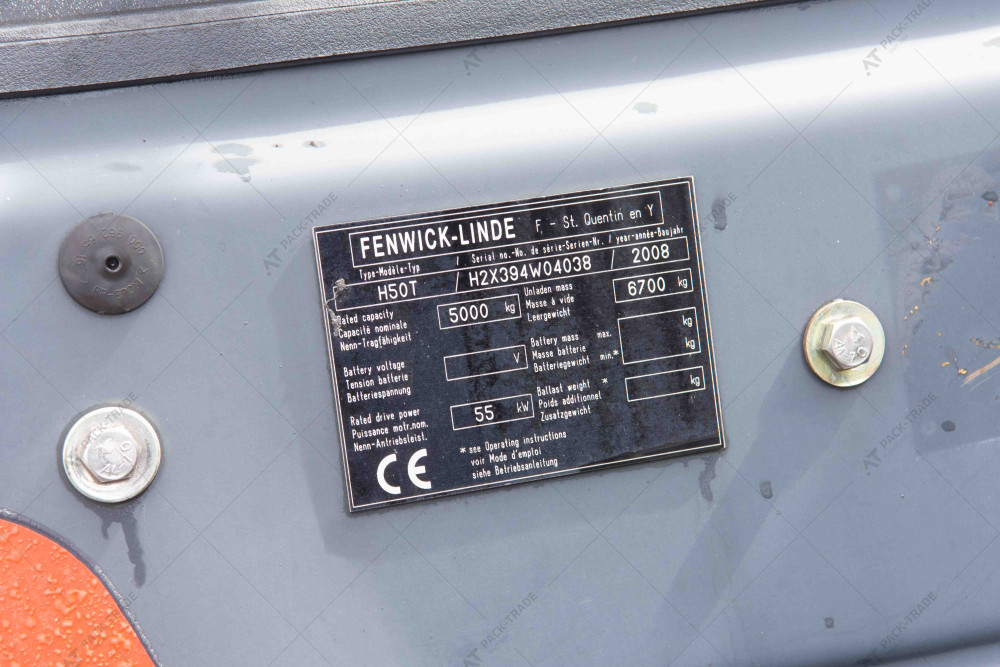 FENWICK-LINDE F. - St. Quentin en Y
Type-Modèle-Typ / Serial no.-No. de série-Serien-Nr. / year-année-Baujahr
H50T / H2X394W04038 / 2008
Rated capacity
Capacité nominale
Nenn-Tragfähigkeit
5000 kg
Unladen mass
Masse à vide
Leergewicht
6700 kg
Battery voltage
Tension batterie
Batteriespannung
V
Battery mass max.
Masse batterie
Batteriegewicht min.*
kg
kg
Rated drive power
Puissance motr.nom.
Nenn-Antriebsleist.
55 kW
Ballast weight *
Poids additionnel
Zusatzgewicht
kg
CE
* see Operating instructions
voir Mode d'emploi
siehe Betriebsanleitung
AT PACK-TRADE